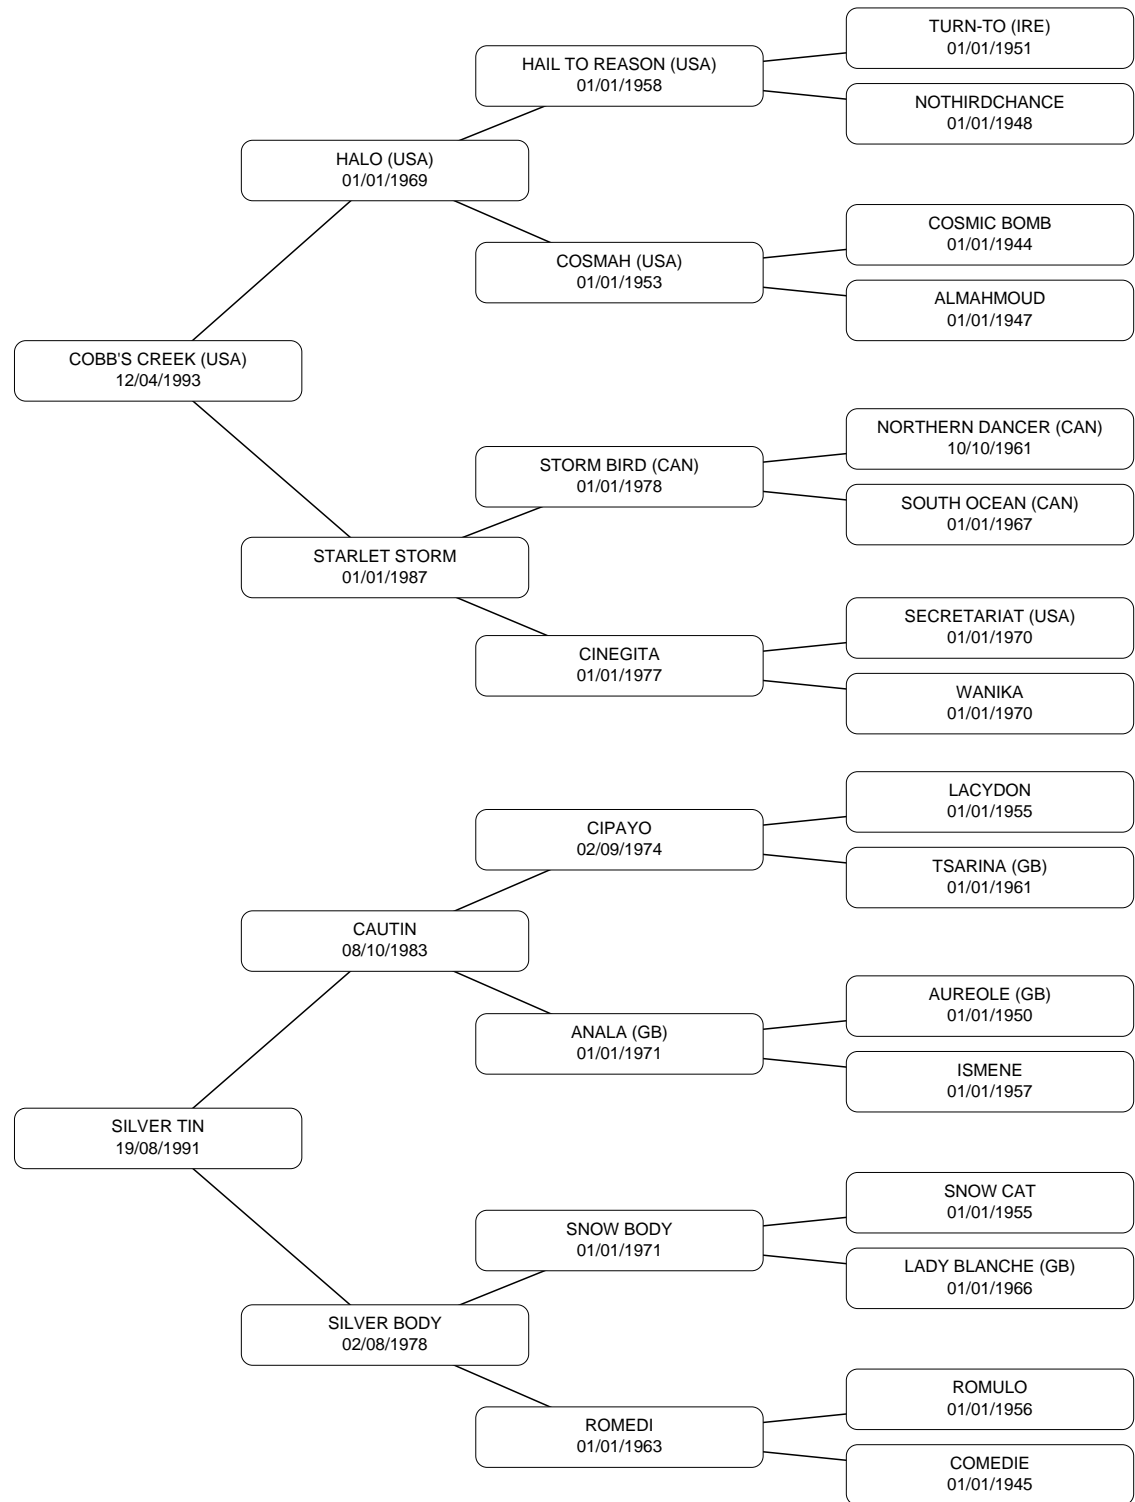 TURN-TO (IRE)
01/01/1951
HAIL TO REASON (USA)
01/01/1958
NOTHIRDCHANCE
01/01/1948
HALO (USA)
01/01/1969
COSMIC BOMB
01/01/1944
COSMAH (USA)
01/01/1953
ALMAHMOUD
01/01/1947
COBB'S CREEK (USA)
12/04/1993
NORTHERN DANCER (CAN)
10/10/1961
STORM BIRD (CAN)
01/01/1978
SOUTH OCEAN (CAN)
01/01/1967
STARLET STORM
01/01/1987
SECRETARIAT (USA)
01/01/1970
CINEGITA
01/01/1977
WANIKA
01/01/1970
LACYDON
01/01/1955
CIPAYO
02/09/1974
TSARINA (GB)
01/01/1961
CAUTIN
08/10/1983
AUREOLE (GB)
01/01/1950
ANALA (GB)
01/01/1971
ISMENE
01/01/1957
SILVER TIN
19/08/1991
SNOW CAT
01/01/1955
SNOW BODY
01/01/1971
LADY BLANCHE (GB)
01/01/1966
SILVER BODY
02/08/1978
ROMULO
01/01/1956
ROMEDI
01/01/1963
COMEDIE
01/01/1945